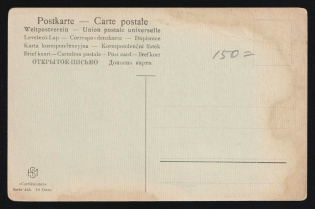 Postkarte — Carte postale
Weltpostverein — Union postale universelle
Levelező-Lap — Correspondenzkarte — Dopisnice
Karta korespondencyjna — Korespondenční lístek
Briefkaart — Cartolina postale — Post card — Brefkort
ОТКРЫТОЕ ПИСЬМО Дописна карта
150=